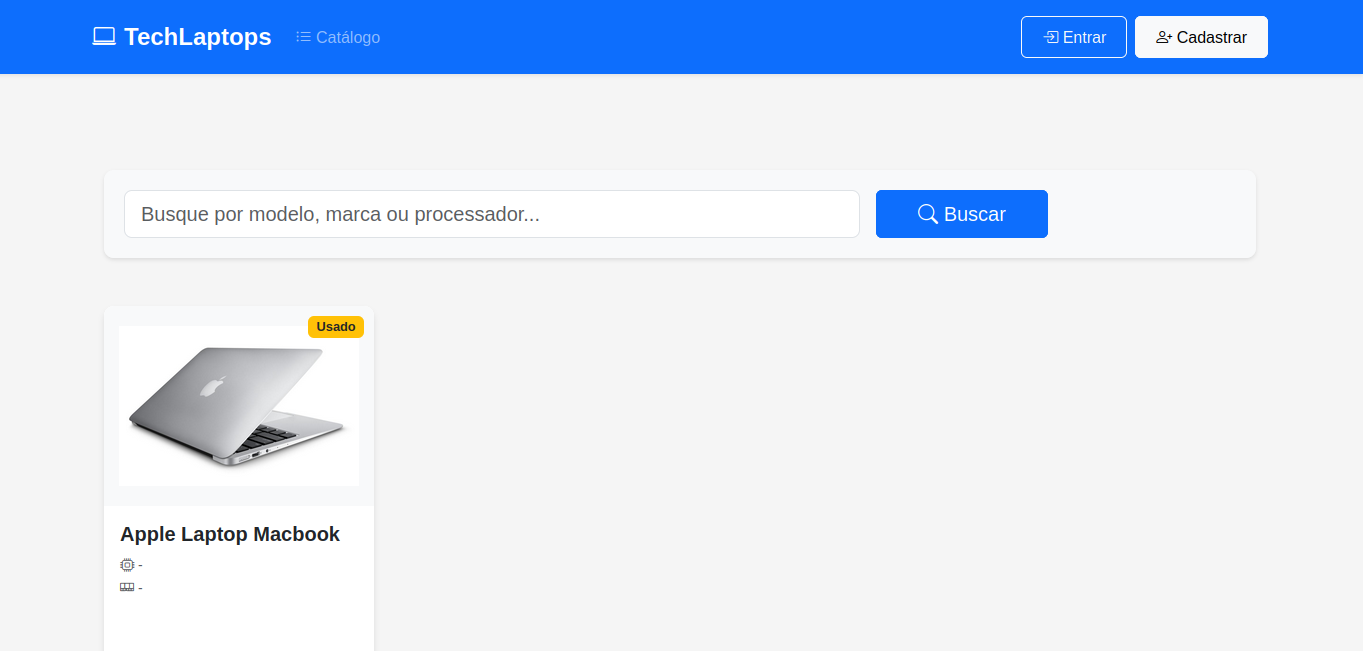 TechLaptops
Catálogo
Entrar
Cadastrar
Busque por modelo, marca ou processador...
Buscar
Usado
Apple Laptop Macbook
-
-